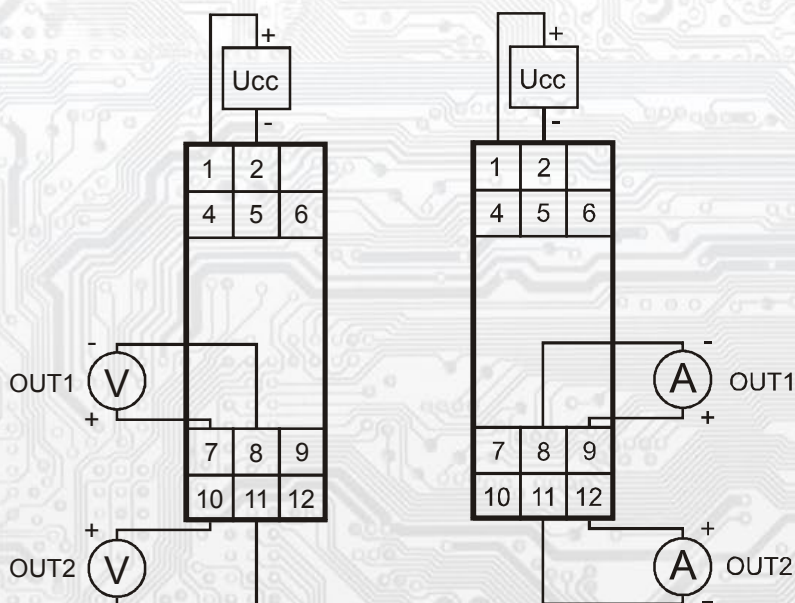 + +
Ucc Ucc
- -
1 2 1 2
4 5 6 4 5 6
- -
OUT1 V A OUT1
+ +
7 8 9 7 8 9
10 11 12 10 11 12
+ +
OUT2 V A OUT2
-